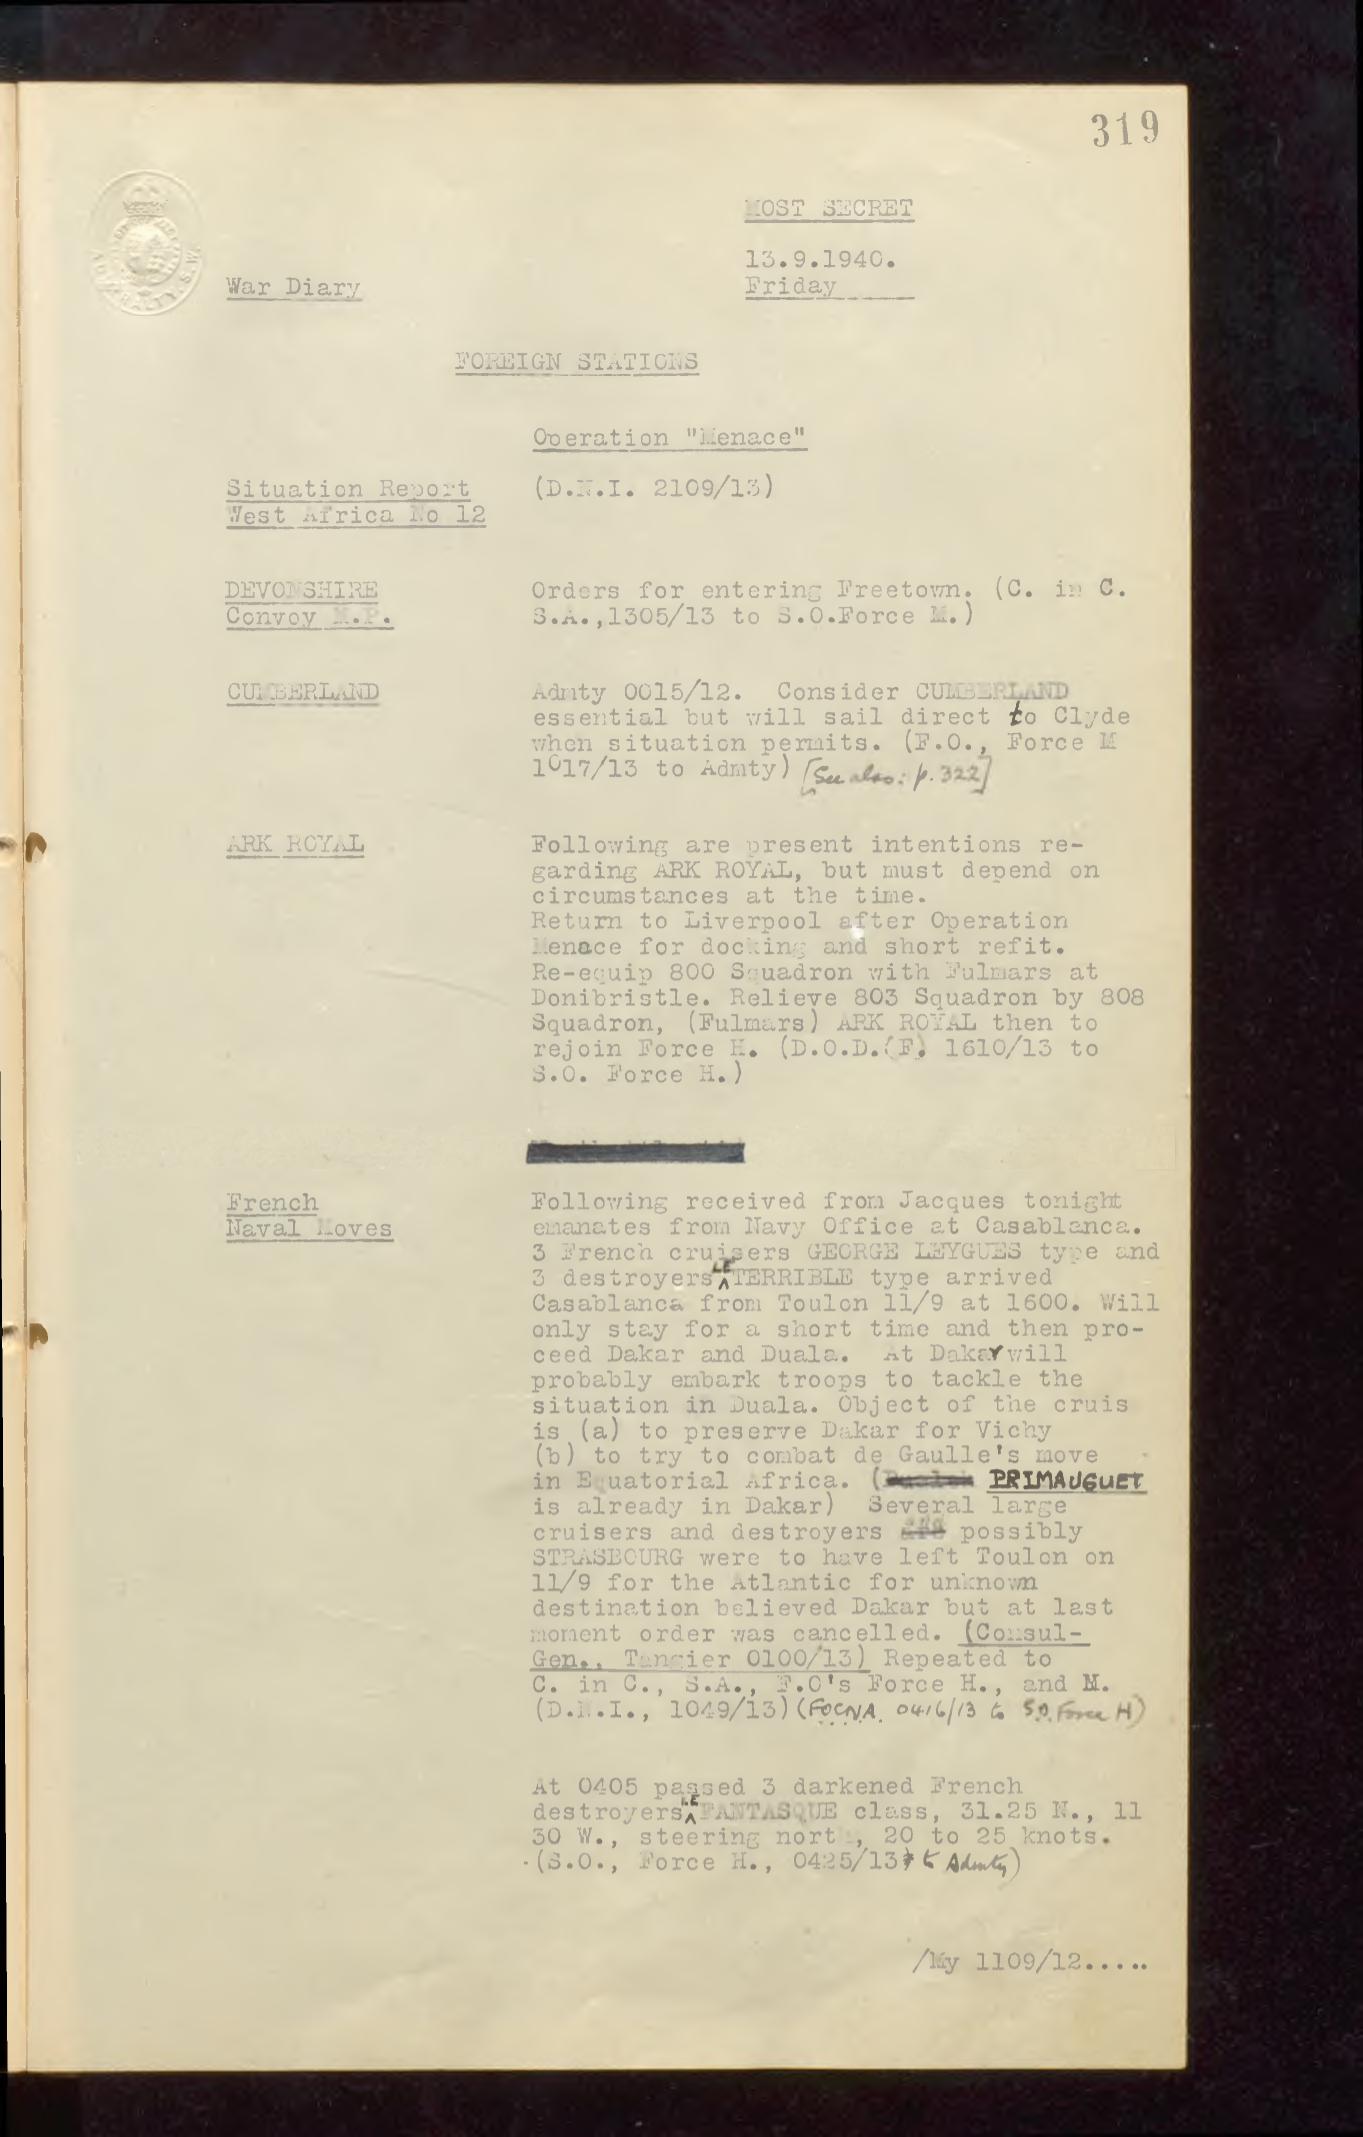 319
MOST SECRET
13.9.1940.
Friday
War Diary
FOREIGN STATIONS
Operation "Menace"
Situation Report
West Africa No 12
(D.N.I. 2109/13)
DEVONSHIRE
Convoy M.P.
Orders for entering Freetown. (C. in C.
S.A.,1305/13 to S.O.Force M.)
CUMBERLAND
Admty 0015/12. Consider CUMBERLAND
essential but will sail direct to Clyde
when situation permits. (F.O., Force M
1017/13 to Admty) [See also: p. 322]
ARK ROYAL
Following are present intentions re-
garding ARK ROYAL, but must depend on
circumstances at the time.
Return to Liverpool after Operation
Menace for docking and short refit.
Re-equip 800 Squadron with Fulmars at
Donibristle. Relieve 803 Squadron by 808
Squadron, (Fulmars) ARK ROYAL then to
rejoin Force H. (D.O.D.(F) 1610/13 to
S.O. Force H.)
French
Naval Moves
Following received from Jacques tonight
emanates from Navy Office at Casablanca.
3 French cruisers GEORGE LEYGUES type and
3 destroyers LE TERRIBLE type arrived
Casablanca from Toulon 11/9 at 1600. Will
only stay for a short time and then pro-
ceed Dakar and Duala. At Dakar will
probably embark troops to tackle the
situation in Duala. Object of the cruis
is (a) to preserve Dakar for Vichy
(b) to try to combat de Gaulle's move
in Equatorial Africa. ( PRIMAUGUET
is already in Dakar) Several large
cruisers and destroyers possibly
STRASBOURG were to have left Toulon on
11/9 for the Atlantic for unknown
destination believed Dakar but at last
moment order was cancelled. (Consul-
Gen., Tangier 0100/13) Repeated to
C. in C., S.A., F.O's Force H., and M.
(D.N.I., 1049/13) (FOCNA. 0416/13 to S.O. Force H)
At 0405 passed 3 darkened French
destroyers LE FANTASQUE class, 31.25 N., 11
30 W., steering north, 20 to 25 knots.
(S.O., Force H., 0425/13 to Admty)
/My 1109/12.....